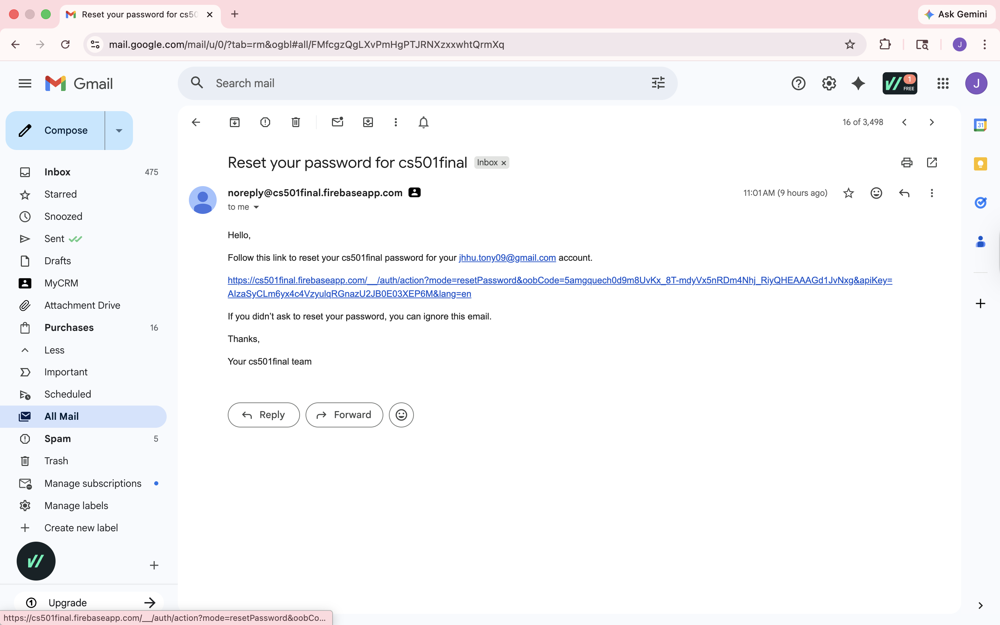 Reset your password for cs50
Ask Gemini
mail.google.com/mail/u/0/?tab=rm&ogbl#all/FMfcgzQgLXvPmHgPTJRNXzxxwhtQrmXq
J
Gmail
Search mail
1
FREE
J
Compose
16 of 3,498
31
Reset your password for cs501final
Inbox ×
Inbox 475
noreply@cs501final.firebaseapp.com
11:01 AM (9 hours ago)
Starred
to me
Snoozed
Sent
Drafts
MyCRM
Attachment Drive
Purchases 16
Less
Important
Scheduled
All Mail
Spam 5
Trash
Manage subscriptions
Manage labels
Create new label
Hello,
Follow this link to reset your cs501final password for your jhhu.tony09@gmail.com account.
https://cs501final.firebaseapp.com/__/auth/action?mode=resetPassword&oobCode=5amgquech0d9m8UvKx_8T-mdyVx5nRDm4Nhj_RiyQHEAAAGd1JvNxg&apiKey=
AIzaSyCLm6yx4c4VzyulqRGnazU2JB0E03XEP6M&lang=en
If you didn’t ask to reset your password, you can ignore this email.
Thanks,
Your cs501final team
Reply
Forward
1 Upgrade
https://cs501final.firebaseapp.com/__/auth/action?mode=resetPassword&oobCo...